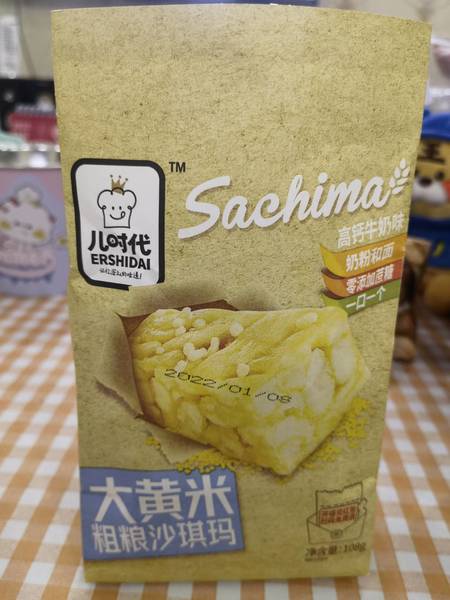 TM
Sachima
高钙牛奶味
奶粉和面
零添加蔗糖
一口一个
儿时代
ERSHIDAI
2022/01/08
大黄米
粗粮沙琪玛
净含量:108g